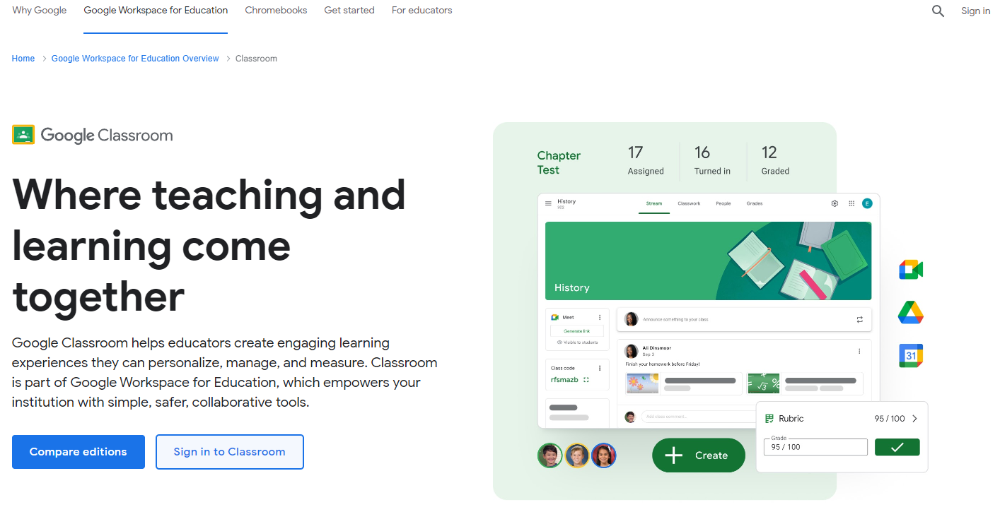 Why Google
Google Workspace for Education
Chromebooks
Get started
For educators
Sign in
Home
Google Workspace for Education Overview
Classroom
Google Classroom
Where teaching and
learning come
together
Google Classroom helps educators create engaging learning
experiences they can personalize, manage, and measure. Classroom
is part of Google Workspace for Education, which empowers your
institution with simple, safer, collaborative tools.
Compare editions
Sign in to Classroom
Chapter
Test
17
Assigned
16
Turned in
12
Graded
History
902
Stream
Classwork
People
Grades
E
History
Meet
Generate link
Visible to students
Class code
rfsmazb
Announce something to your class
Ali Dinsmoor
Sep 3
Finish your homework before Friday!
√3 %
Add class comment...
31
Rubric
95 / 100
Grade
95 / 100
Create